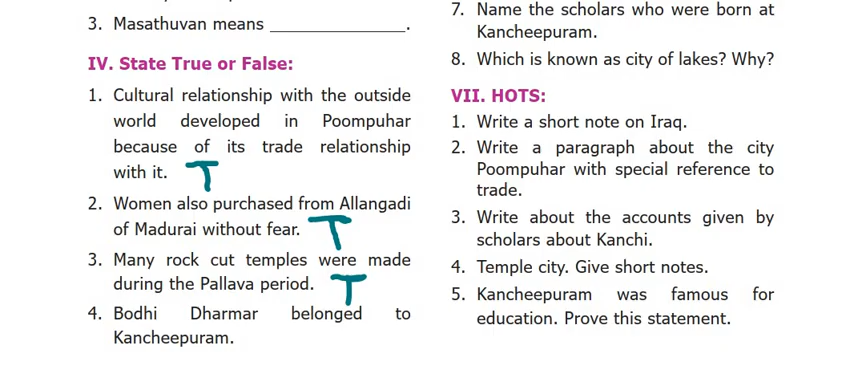 3. Masathuvan means ________________.
IV. State True or False:
1. Cultural relationship with the outside
world developed in Poompuhar
because of its trade relationship
with it. T
2. Women also purchased from Allangadi
of Madurai without fear. T
3. Many rock cut temples were made
during the Pallava period. T
4. Bodhi Dharmar belonged to
Kancheepuram.
7. Name the scholars who were born at
Kancheepuram.
8. Which is known as city of lakes? Why?
VII. HOTS:
1. Write a short note on Iraq.
2. Write a paragraph about the city
Poompuhar with special reference to
trade.
3. Write about the accounts given by
scholars about Kanchi.
4. Temple city. Give short notes.
5. Kancheepuram was famous for
education. Prove this statement.